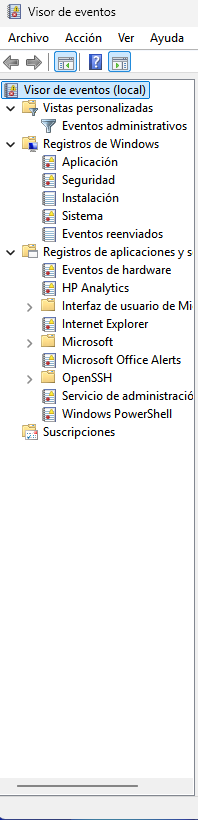 Visor de eventos
Archivo Acción Ver Ayuda
Visor de eventos (local)
Vistas personalizadas
Eventos administrativos
Registros de Windows
Aplicación
Seguridad
Instalación
Sistema
Eventos reenviados
Registros de aplicaciones y s
Eventos de hardware
HP Analytics
Interfaz de usuario de Mi
Internet Explorer
Microsoft
Microsoft Office Alerts
OpenSSH
Servicio de administració
Windows PowerShell
Suscripciones